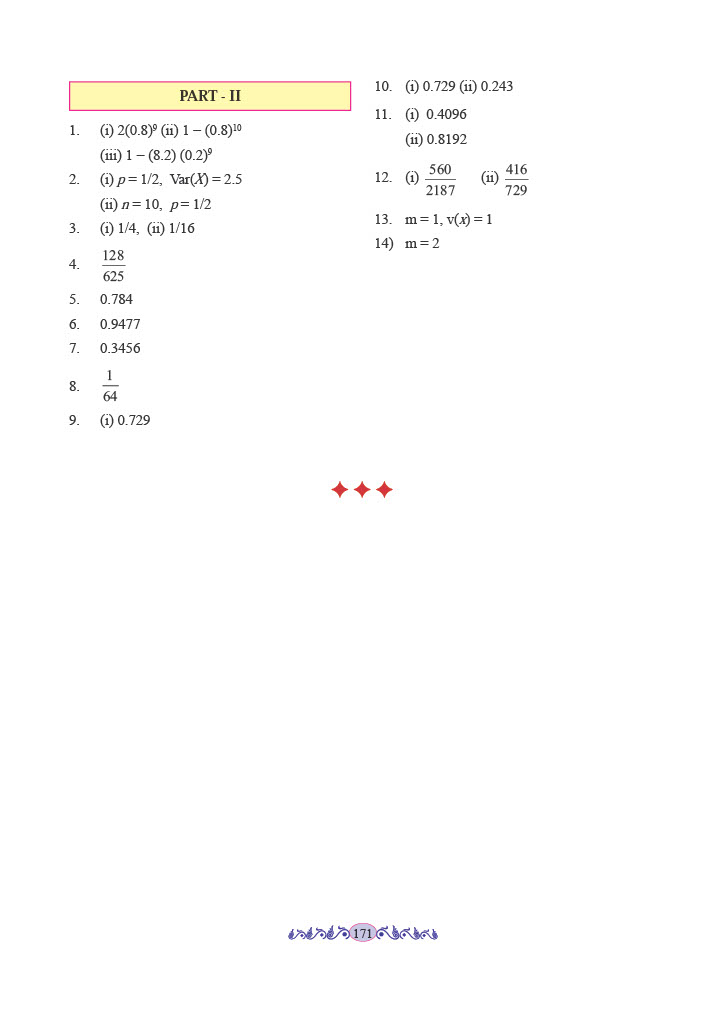 PART - II
1. (i) 2(0.8)⁹ (ii) 1 – (0.8)¹⁰
(iii) 1 – (8.2) (0.2)⁹
2. (i) p = 1/2, Var(X) = 2.5
(ii) n = 10, p = 1/2
3. (i) 1/4, (ii) 1/16
4. 128/625
5. 0.784
6. 0.9477
7. 0.3456
8. 1/64
9. (i) 0.729
10. (i) 0.729 (ii) 0.243
11. (i) 0.4096
(ii) 0.8192
12. (i) 560/2187 (ii) 416/729
13. m = 1, v(x) = 1
14) m = 2
171